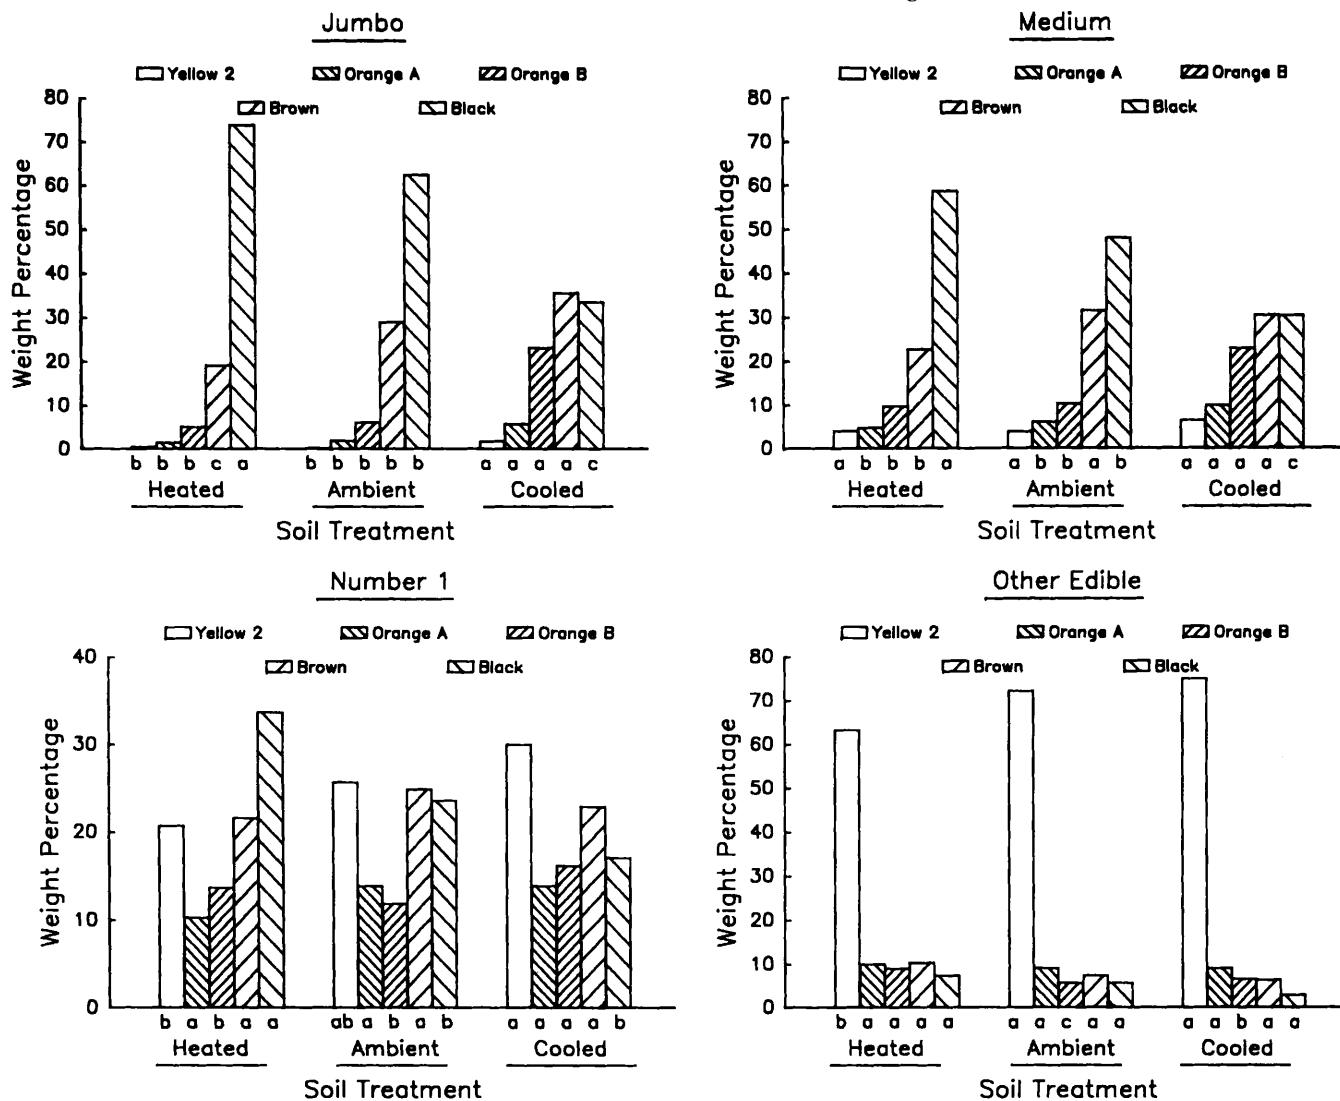 Jumbo
Yellow 2 Orange A Orange B
Brown Black
80
70
60
50
40
30
20
10
0
Weight Percentage
b b b c a b b b b b a a a a c
Heated Ambient Cooled
Soil Treatment
Medium
Yellow 2 Orange A Orange B
Brown Black
80
70
60
50
40
30
20
10
0
Weight Percentage
a b b b a a b b a b a a a a c
Heated Ambient Cooled
Soil Treatment
Number 1
Yellow 2 Orange A Orange B
Brown Black
40
30
20
10
0
Weight Percentage
b a b a a ab a b a b a a a a b
Heated Ambient Cooled
Soil Treatment
Other Edible
Yellow 2 Orange A Orange B
Brown Black
80
70
60
50
40
30
20
10
0
Weight Percentage
b a a a a a a c a a a a b a a
Heated Ambient Cooled
Soil Treatment